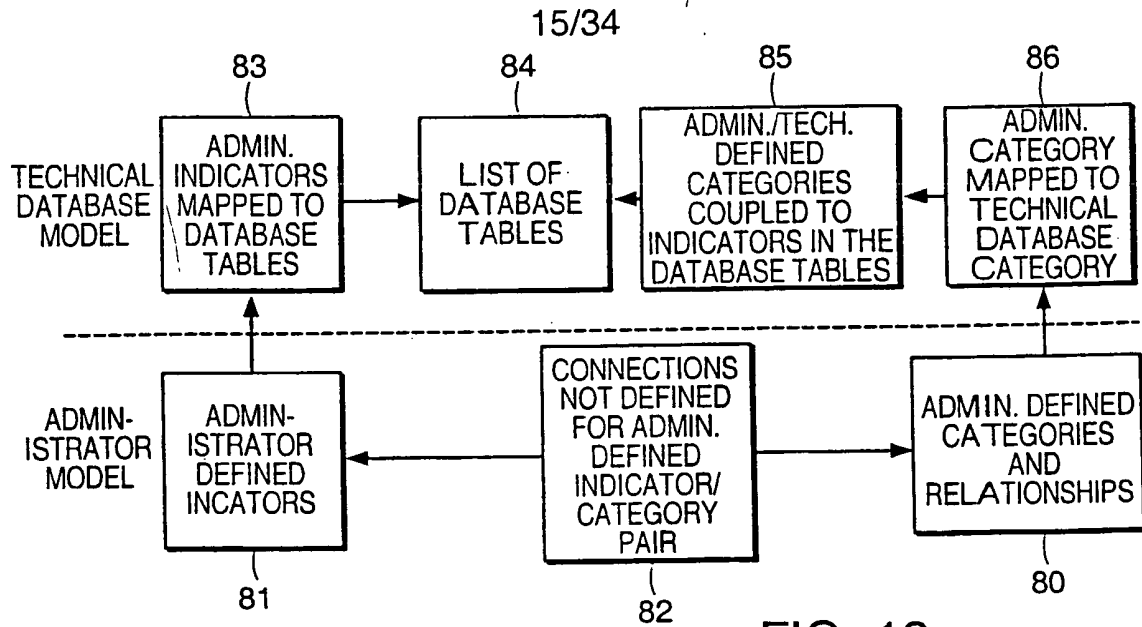 15/34
83
84
85
86
TECHNICAL
DATABASE
MODEL
ADMIN.
INDICATORS
MAPPED TO
DATABASE
TABLES
LIST OF
DATABASE
TABLES
ADMIN./TECH.
DEFINED
CATEGORIES
COUPLED TO
INDICATORS IN THE
DATABASE TABLES
ADMIN.
CATEGORY
MAPPED TO
TECHNICAL
DATABASE
CATEGORY
ADMIN-
ISTRATOR
MODEL
ADMIN-
ISTRATOR
DEFINED
INCATORS
CONNECTIONS
NOT DEFINED
FOR ADMIN.
DEFINED
INDICATOR/
CATEGORY
PAIR
ADMIN. DEFINED
CATEGORIES
AND
RELATIONSHIPS
81
82
80